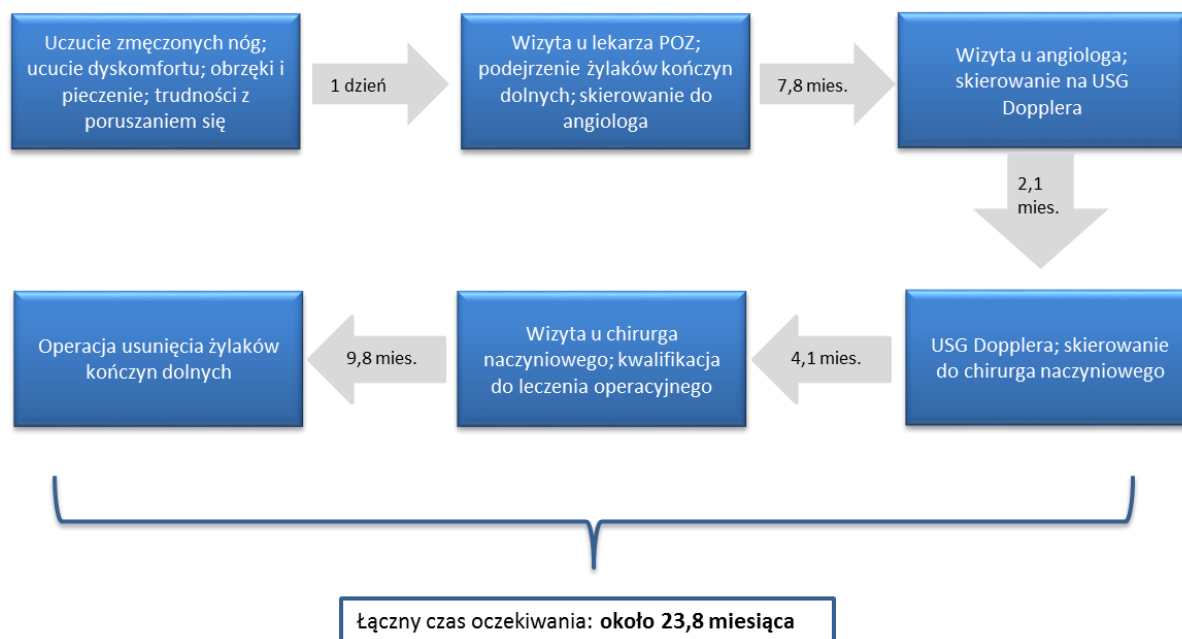 Uczucie zmęczonych nóg;
ucucie dyskomfortu; obrzęki i
pieczenie; trudności z
poruszaniem się
1 dzień
Wizyta u lekarza POZ;
podejrzenie żylaków kończyn
dolnych; skierowanie do
angiologa
7,8 mies.
Wizyta u angiologa;
skierowanie na USG
Dopplera
2,1
mies.
USG Dopplera; skierowanie
do chirurga naczyniowego
4,1 mies.
Wizyta u chirurga
naczyniowego; kwalifikacja
do leczenia operacyjnego
9,8 mies.
Operacja usunięcia żylaków
kończyn dolnych
Łączny czas oczekiwania: około 23,8 miesiąca